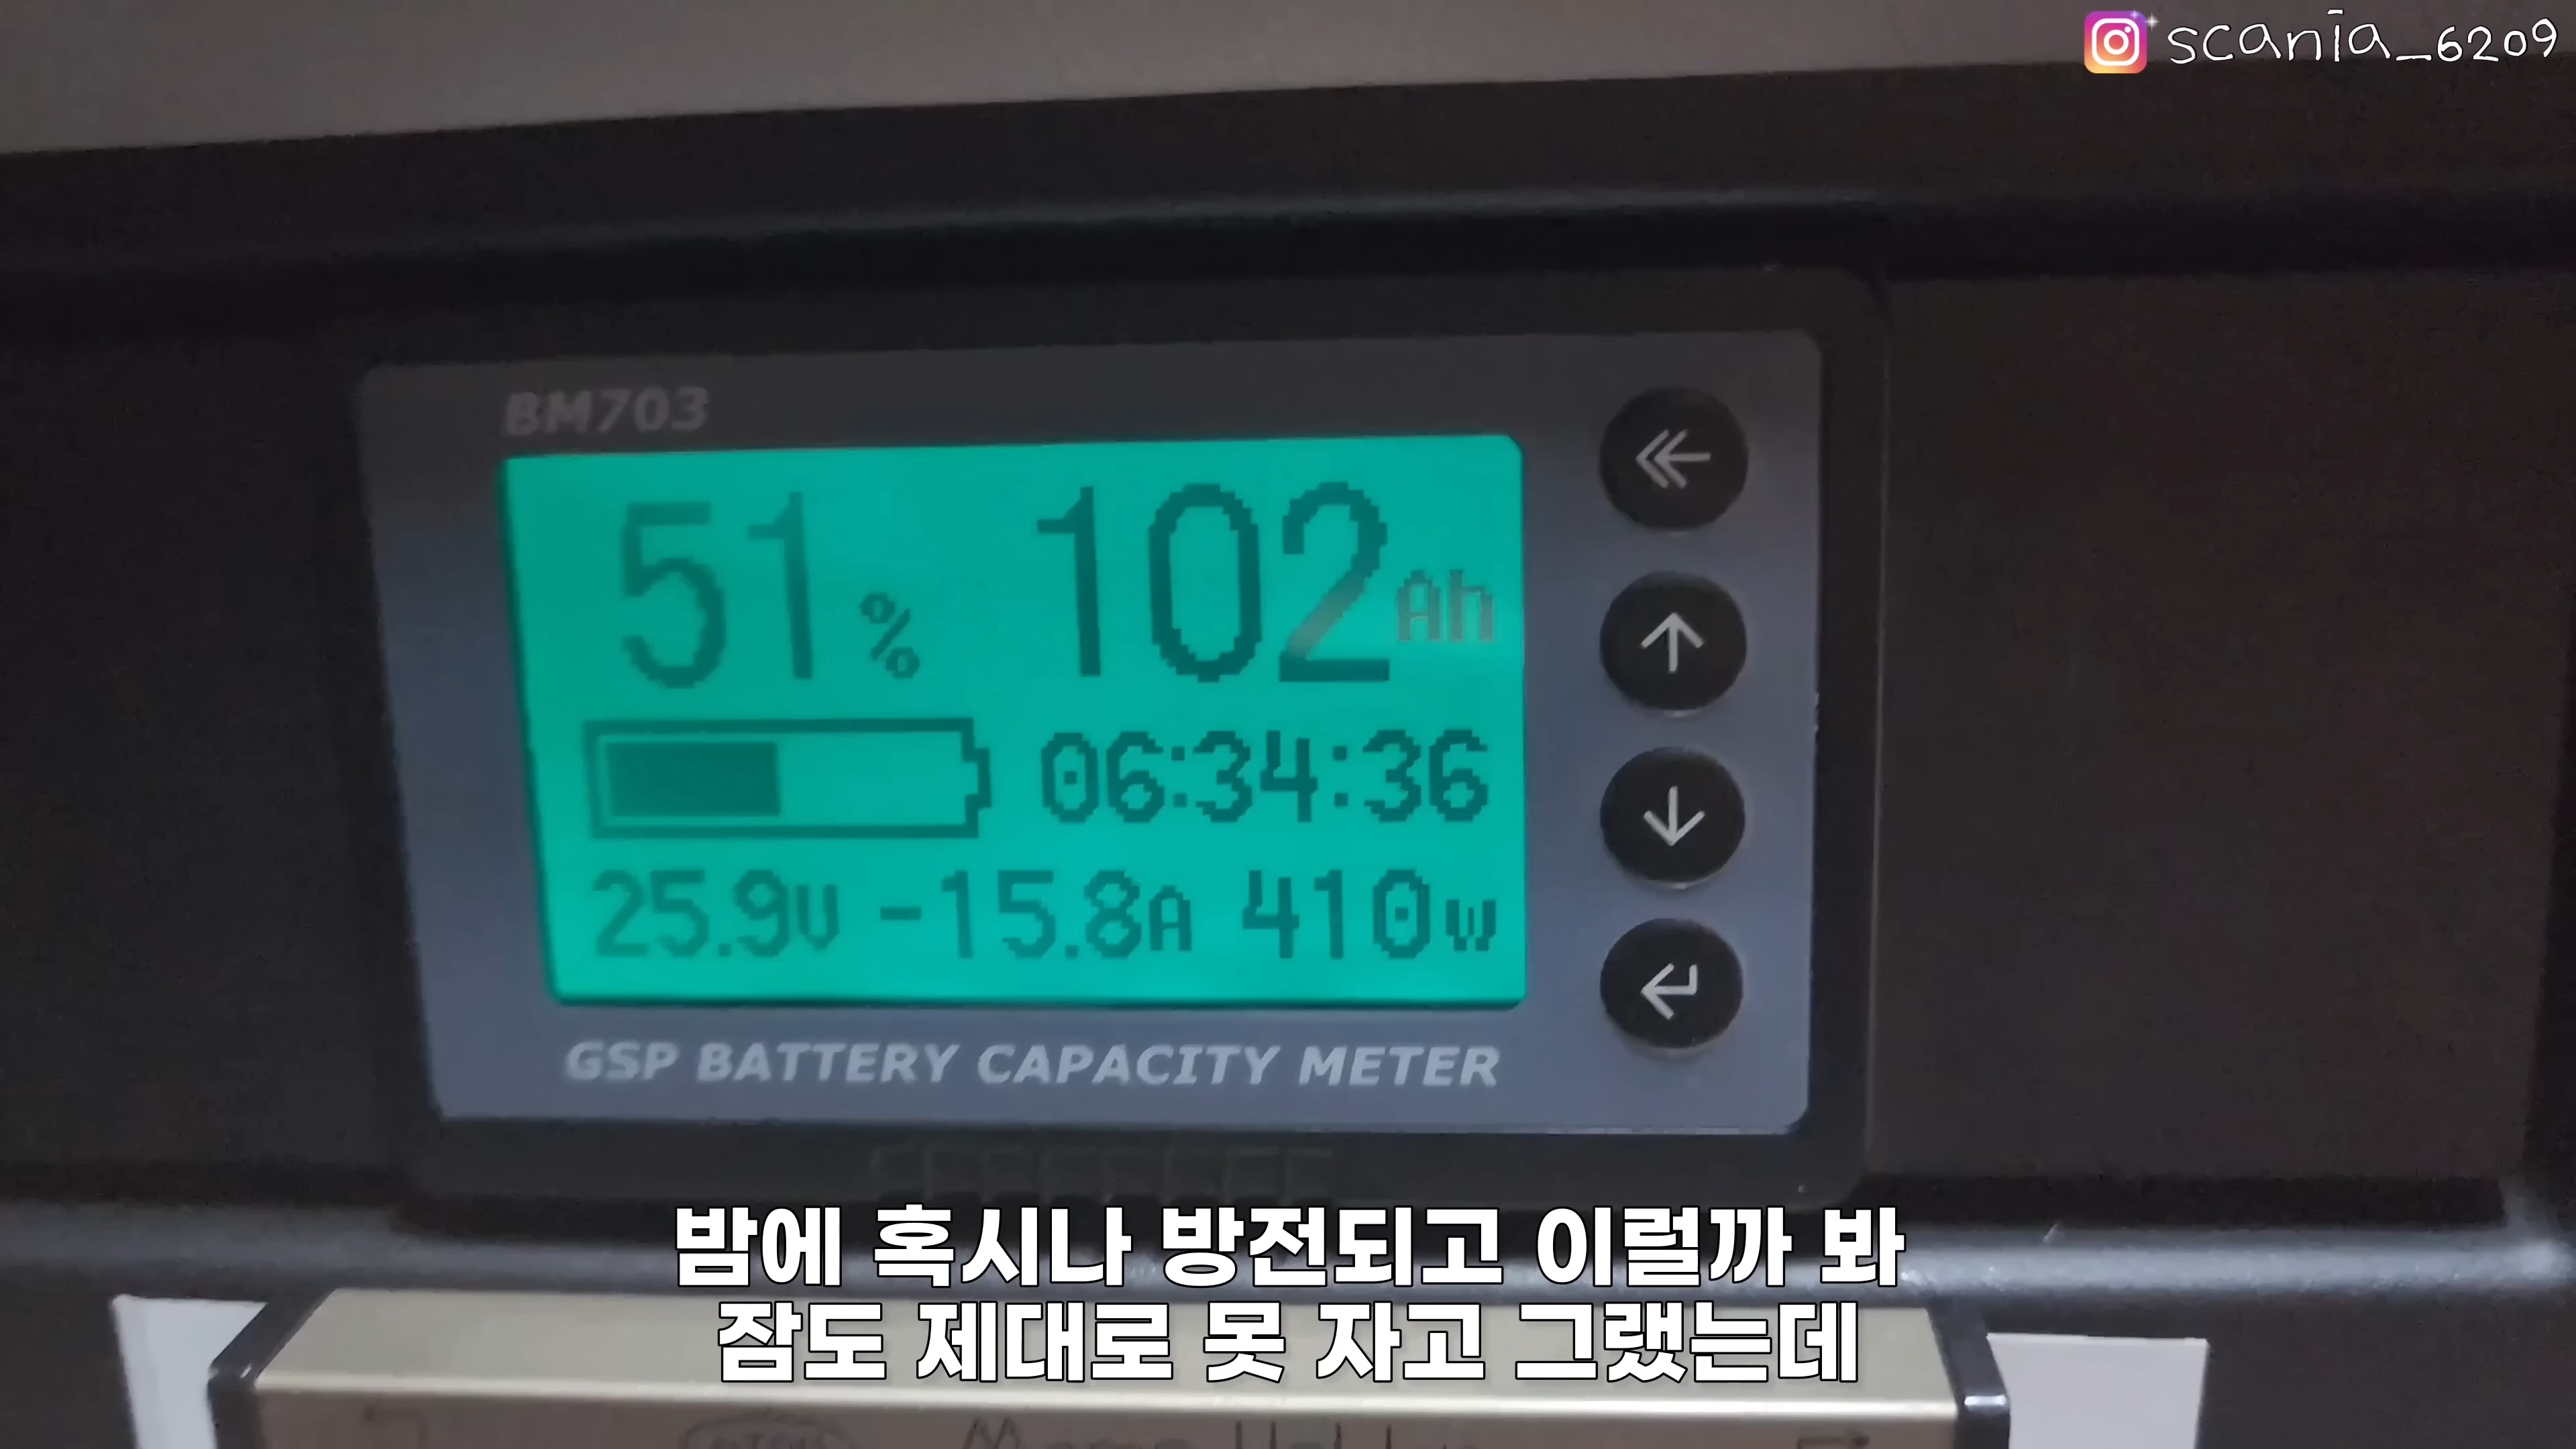 scania_6209
BM703
51% 102Ah
06:34:36
25.9V -15.8A 410W
GSP BATTERY CAPACITY METER
밤에 혹시나 방전되고 이럴까 봐
잠도 제대로 못 자고 그랬는데